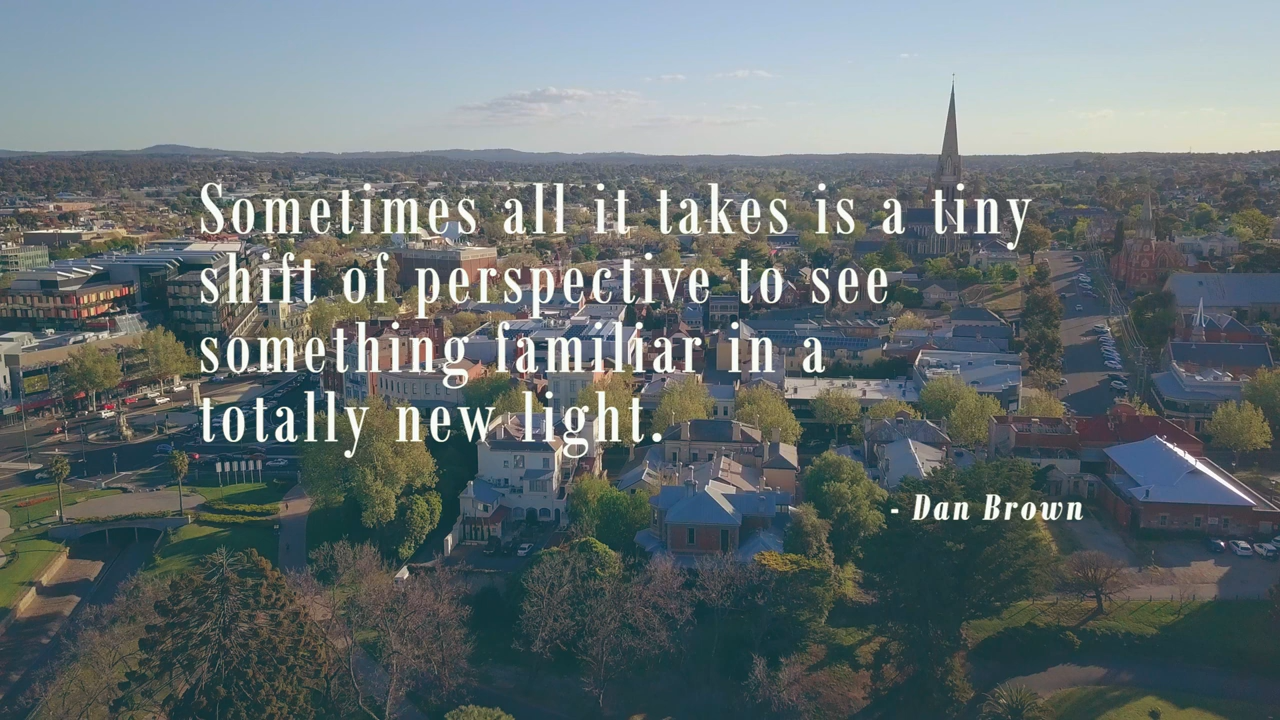 Sometimes all it takes is a tiny
shift of perspective to see
something familiar in a
totally new light.
- Dan Brown